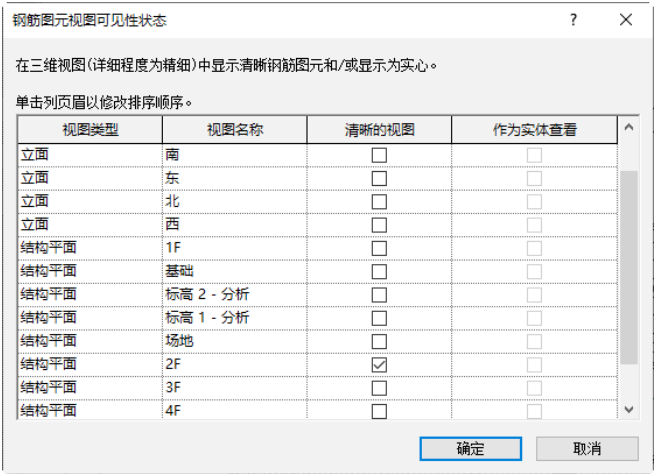 钢筋图元视图可见性状态
在三维视图(详细程度为精细)中显示清晰钢筋图元和/或显示为实心。
单击列页眉以修改排序顺序。
视图类型 视图名称 清晰的视图 作为实体查看
立面 南
立面 东
立面 北
立面 西
结构平面 1F
结构平面 基础
结构平面 标高 2 - 分析
结构平面 标高 1 - 分析
结构平面 场地
结构平面 2F
结构平面 3F
结构平面 4F
确定 取消